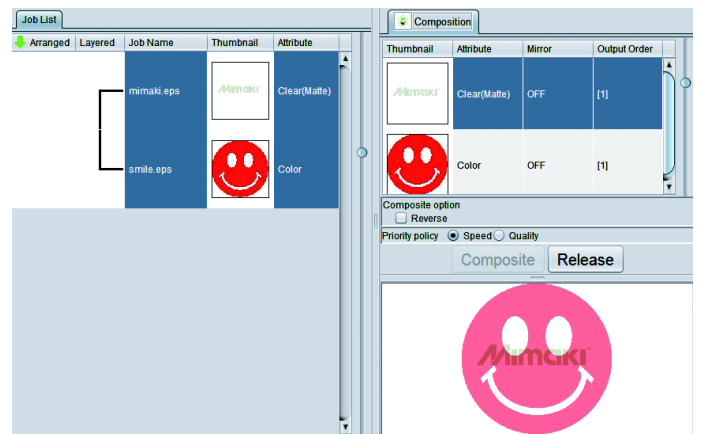 Job List
Arranged Layered Job Name Thumbnail Attribute
mimaki.eps Mimaki Clear(Matte)
smile.eps Color
Composition
Thumbnail Attribute Mirror Output Order
Mimaki Clear(Matte) OFF [1]
Color OFF [1]
Composite option
Reverse
Priority policy Speed Quality
Composite Release
Mimaki